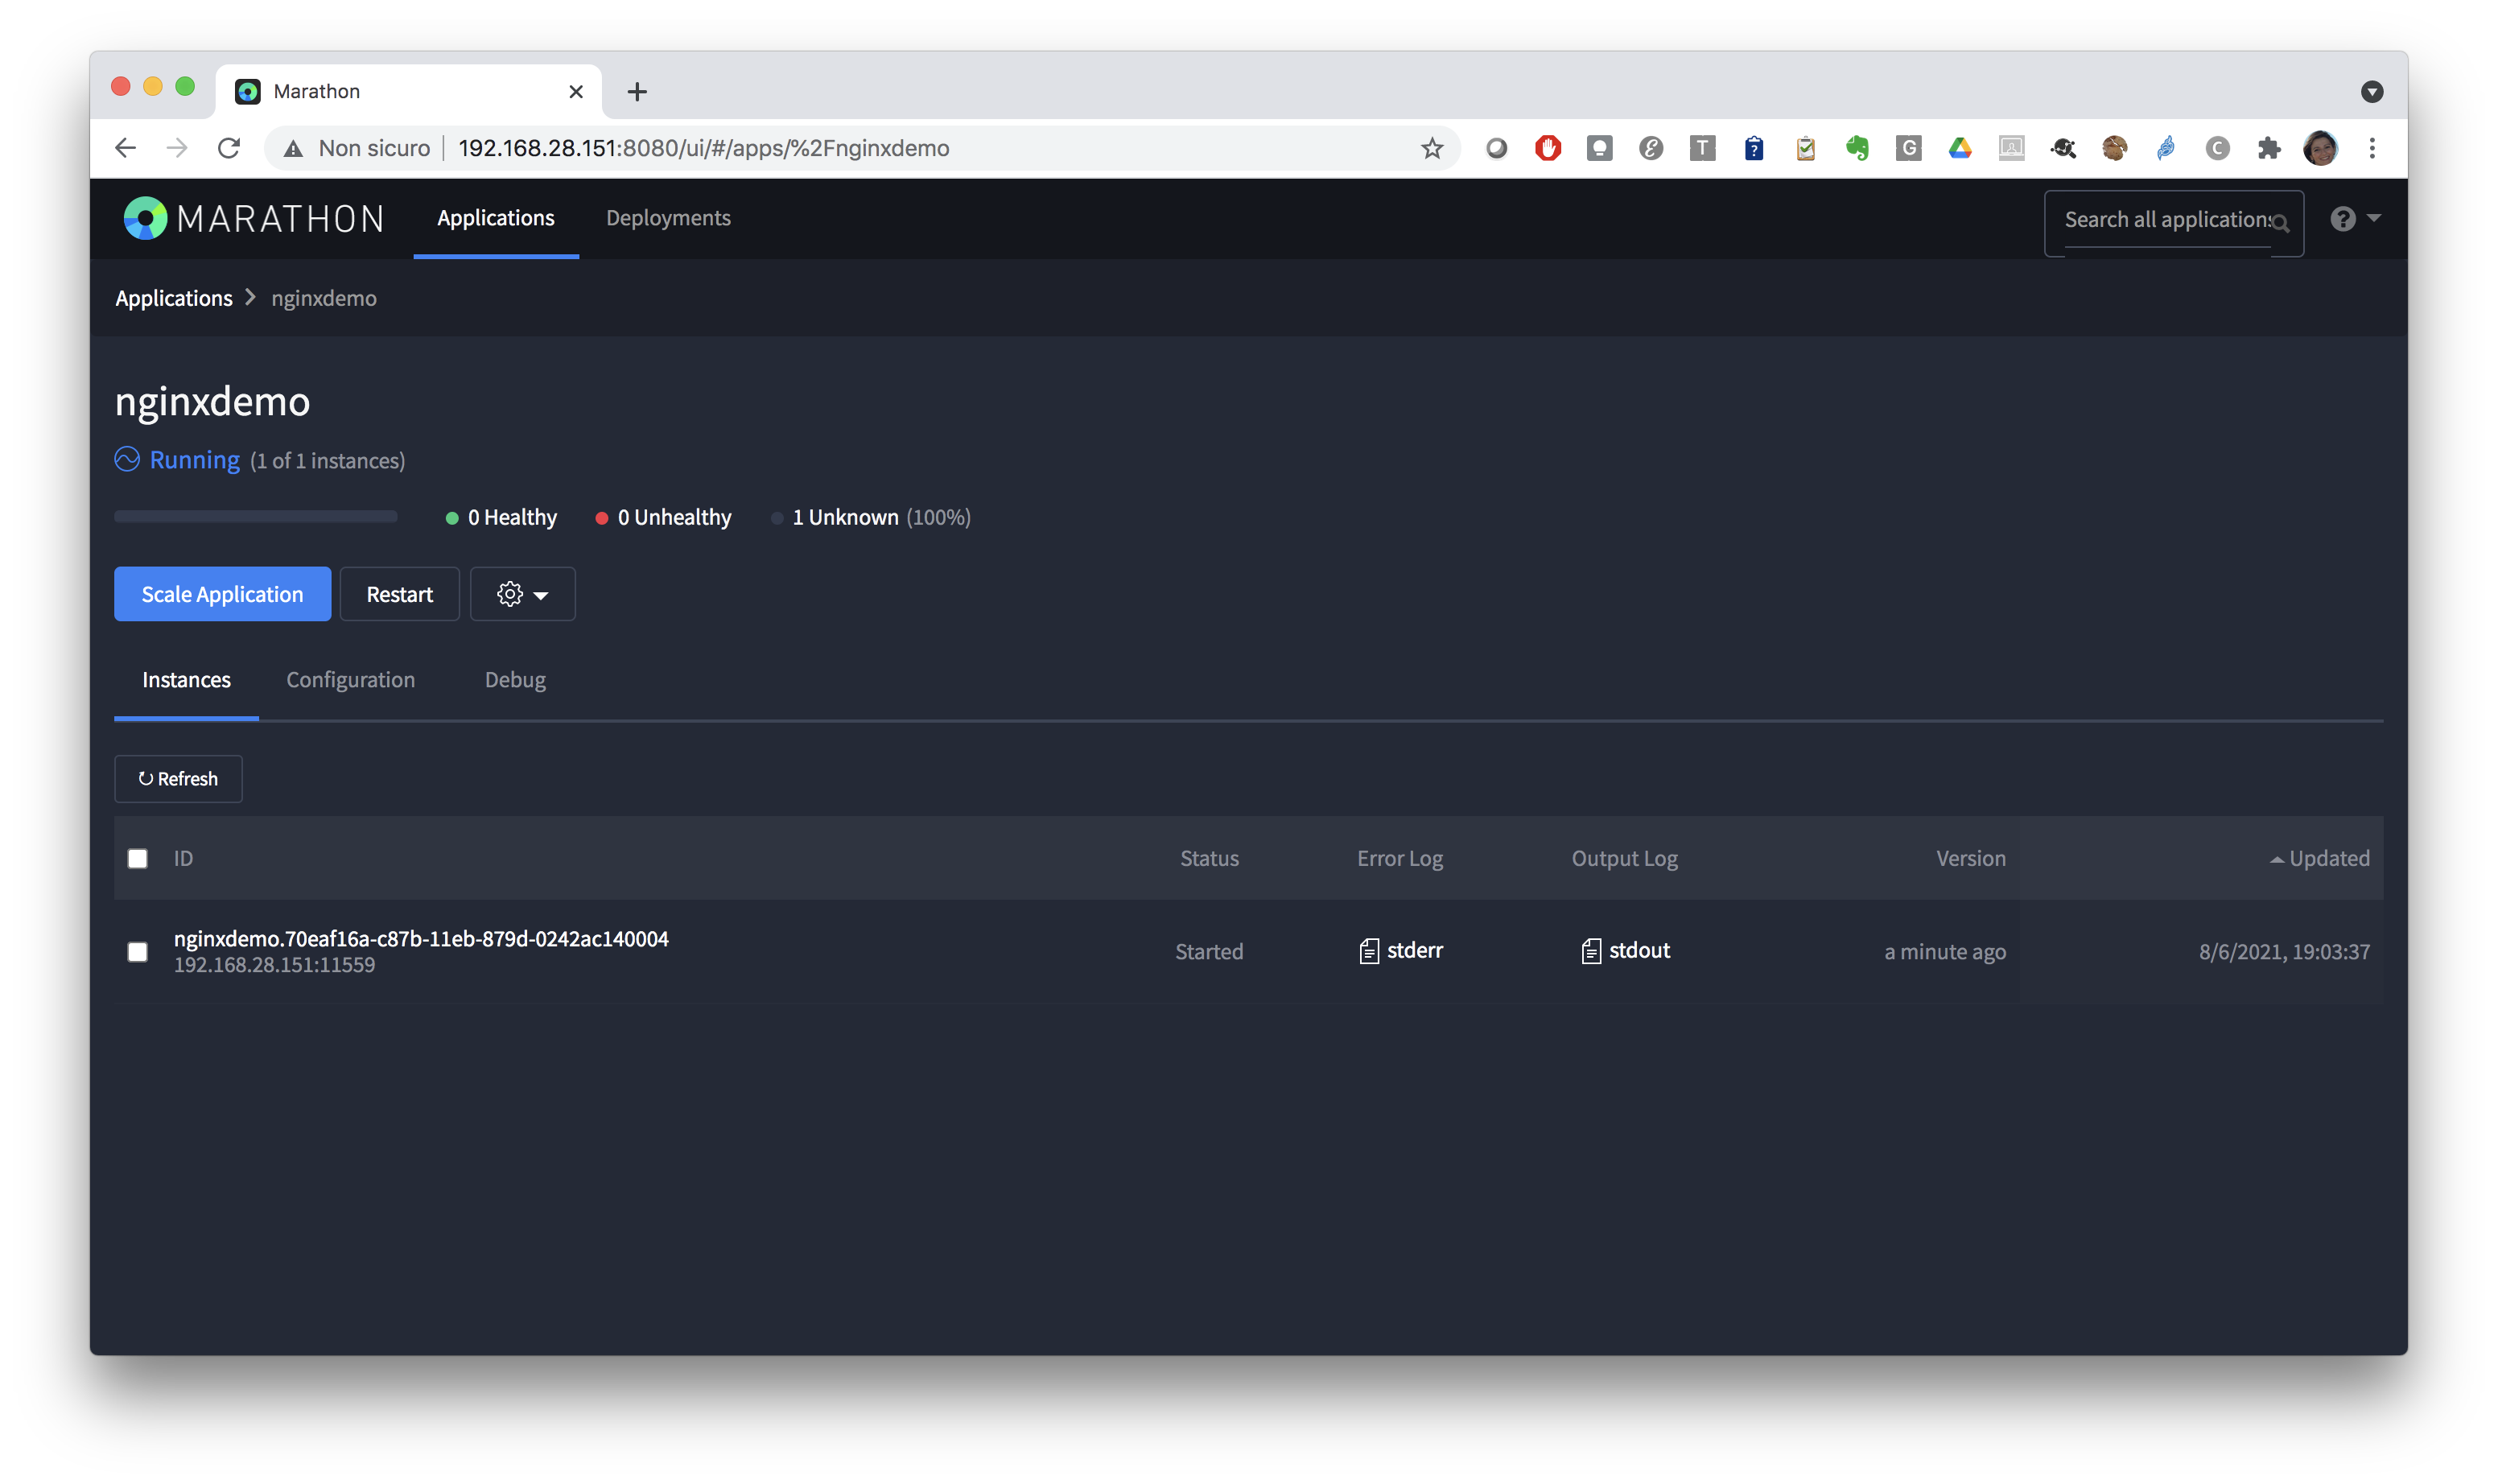 Marathon
Non sicuro 192.168.28.151:8080/ui/#/apps/%2Fnginxdemo
T
?
G
C
MARATHON Applications Deployments Search all applications ?
Applications nginxdemo
nginxdemo
Running (1 of 1 instances)
0 Healthy 0 Unhealthy 1 Unknown (100%)
Scale Application Restart
Instances Configuration Debug
Refresh
ID Status Error Log Output Log Version Updated
nginxdemo.70eaf16a-c87b-11eb-879d-0242ac140004 Started stderr stdout a minute ago 8/6/2021, 19:03:37
192.168.28.151:11559